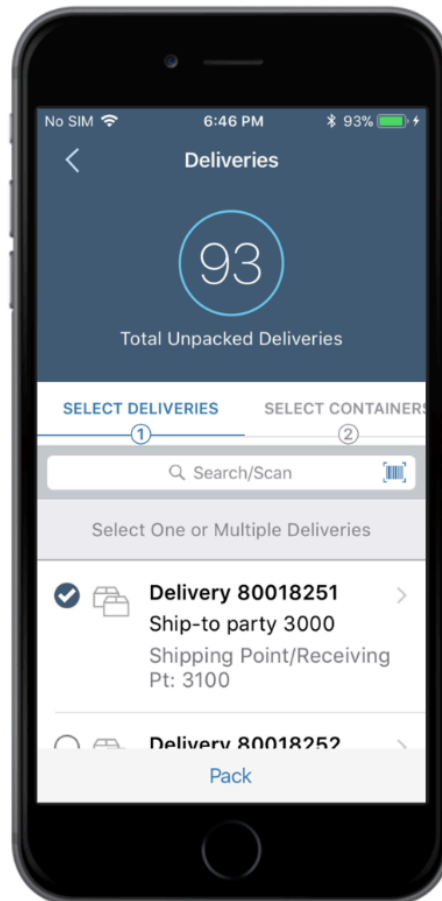 No SIM 6:46 PM 93%
Deliveries
93
Total Unpacked Deliveries
SELECT DELIVERIES SELECT CONTAINERS
1 2
Search/Scan
Select One or Multiple Deliveries
Delivery 80018251
Ship-to party 3000
Shipping Point/Receiving
Pt: 3100
Delivery 80018252
Pack